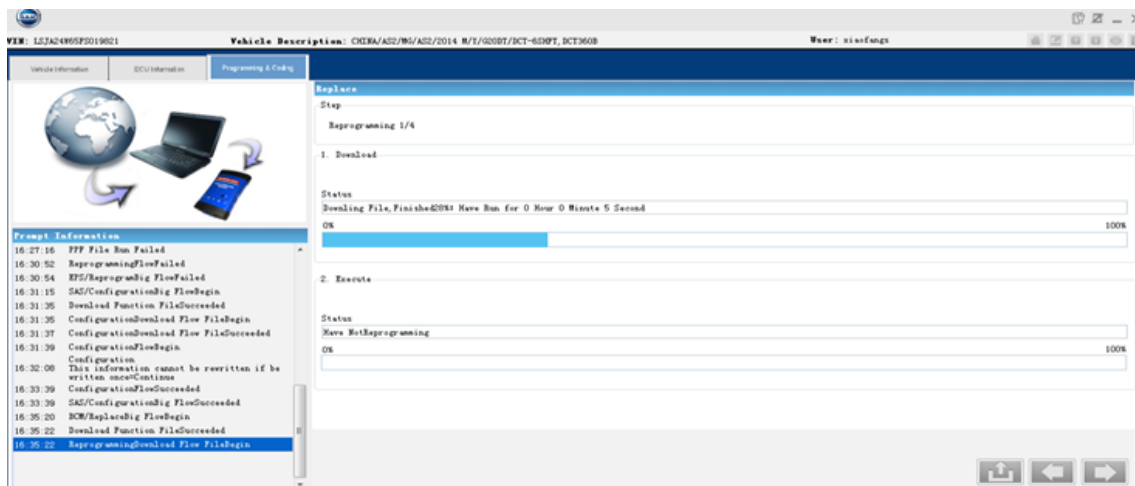 VIN: LSJA24W65FS019821
Vehicle Description: CHINA/AS2/MG/AS2/2014 M/Y/G20DT/DCT-6SHFT,DCT360B
User: xiaofangx
Vehicle Information
ECU Information
Programming & Coding
Replace
Step
Reprogramming 1/4
1. Download
Status
Downling File,Finished28%! Have Run for 0 Hour 0 Minute 5 Second
0% 100%
2. Execute
Status
Have NotReprogramming
0% 100%
Prompt Information
16:27:16 PPF File Run Failed
16:30:52 ReprogrammingFlowFailed
16:30:54 EPS/ReprogramBig FlowFailed
16:31:15 SAS/ConfigurationBig FlowBegin
16:31:35 Download Function FileSucceeded
16:31:35 ConfigurationDownload Flow FileBegin
16:31:37 ConfigurationDownload Flow FileSucceeded
16:31:39 ConfigurationFlowBegin
Configuration
16:32:08 This information cannot be rewritten if be
written once=Continue
16:33:39 ConfigurationFlowSucceeded
16:33:39 SAS/ConfigurationBig FlowSucceeded
16:35:20 BCM/ReplaceBig FlowBegin
16:35:22 Download Function FileSucceeded
16:35:22 ReprogrammingDownload Flow FileBegin